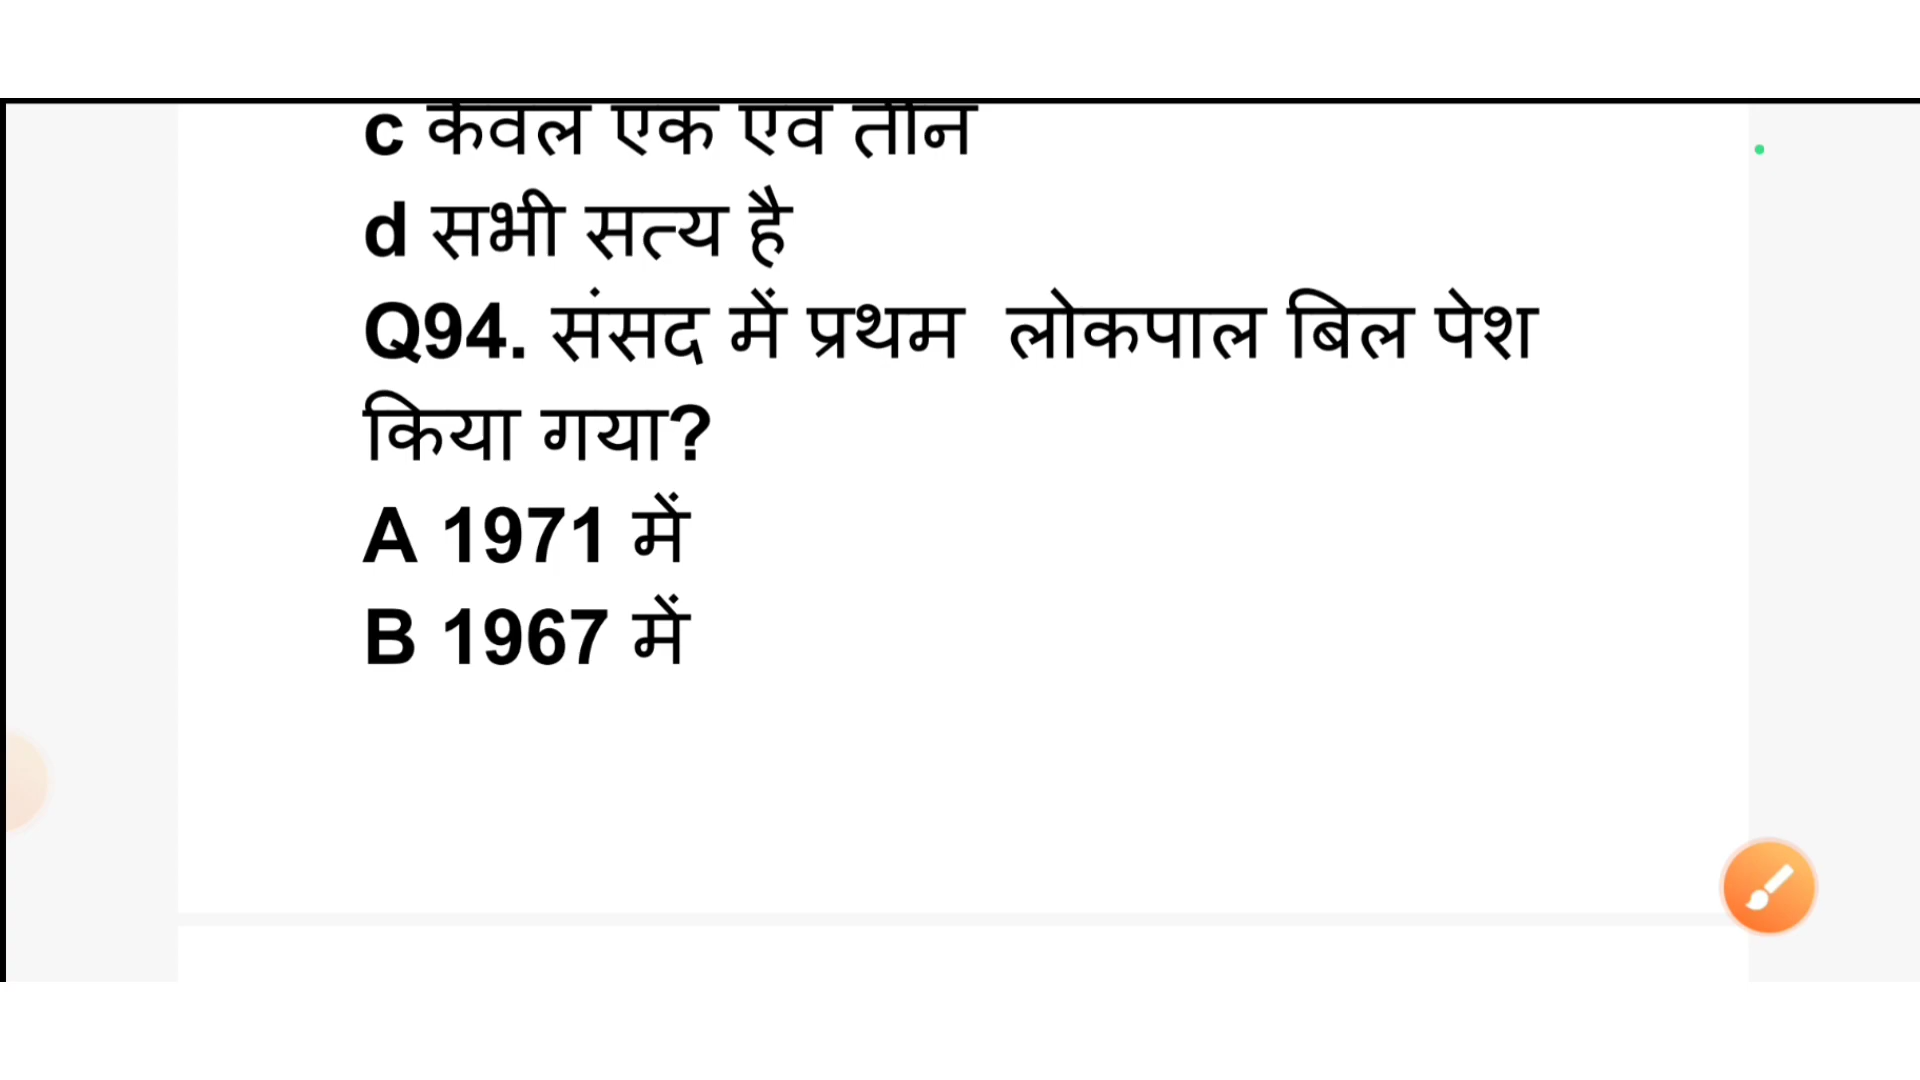 c केवल एक एवं तीन
d सभी सत्य है
Q94. संसद में प्रथम लोकपाल बिल पेश
किया गया?
A 1971 में
B 1967 में